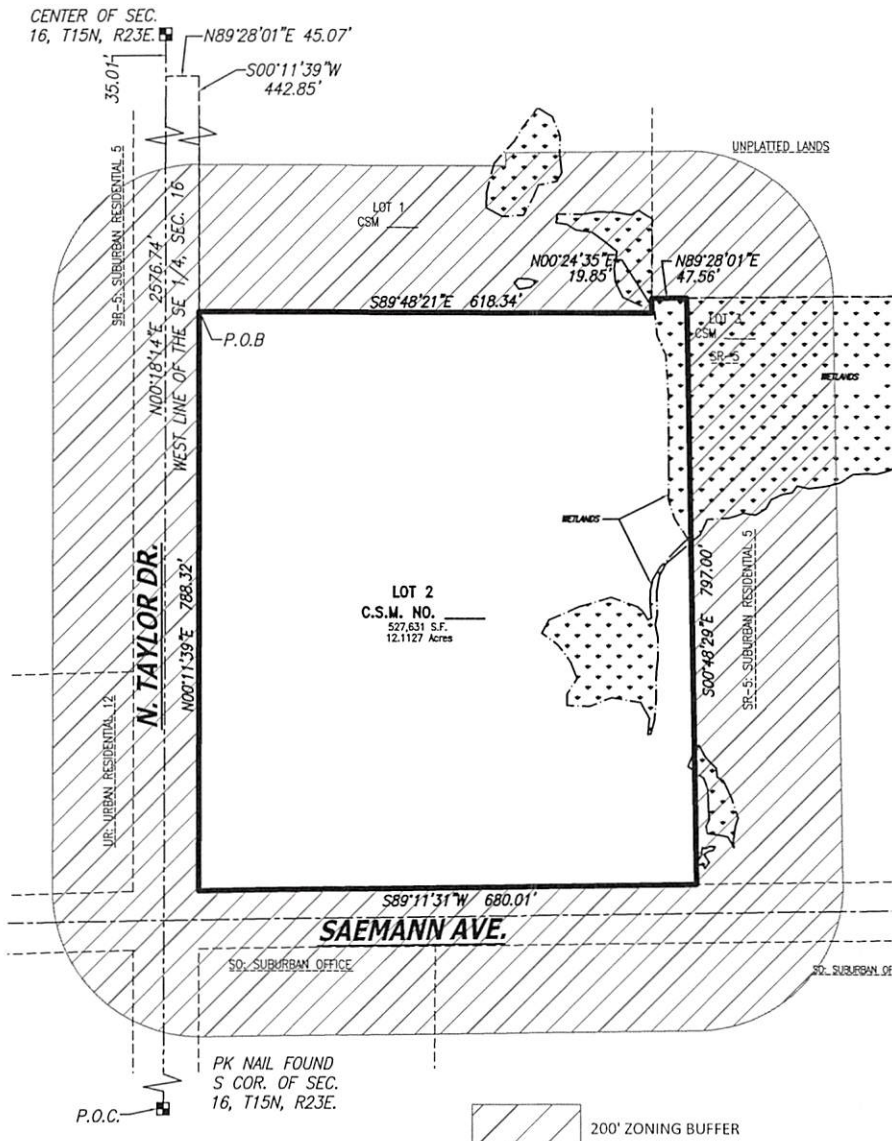 CENTER OF SEC.
16, T15N, R23E.
N89°28'01"E 45.07'
S00°11'39"W
442.85'
35.01'
UNPLATTED LANDS
SR-5: SUBURBAN RESIDENTIAL 5
N00°18'14"E 2576.74'
WEST LINE OF THE SE 1/4, SEC. 16
LOT 1
CSM
N00°24'35"E
19.85'
N89°28'01"E
47.56'
S89°48'21"E 618.34'
P.O.B
LOT 3
CSM
SR-5
WETLANDS
WETLANDS
N. TAYLOR DR.
N00°11'39"E 788.32'
LOT 2
C.S.M. NO.
527,631 S.F.
12.1127 Acres
S00°48'29"E 797.00'
SR-5: SUBURBAN RESIDENTIAL 5
UR: URBAN RESIDENTIAL 12
S89°11'31"W 680.01'
SAEMANN AVE.
SO: SUBURBAN OFFICE
SO: SUBURBAN OF
PK NAIL FOUND
S COR. OF SEC.
16, T15N, R23E.
P.O.C.
200' ZONING BUFFER